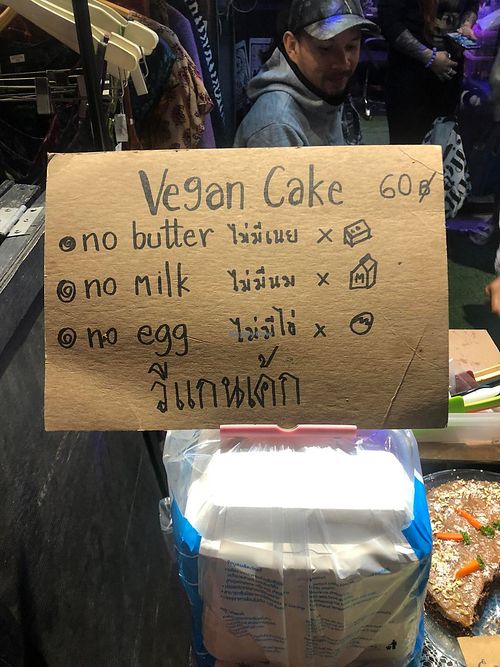 Vegan Cake 60฿
no butter ไม่มีเนย x
no milk ไม่มีนม x M
no egg ไม่มีไข่ x
วีแกนเค้ก